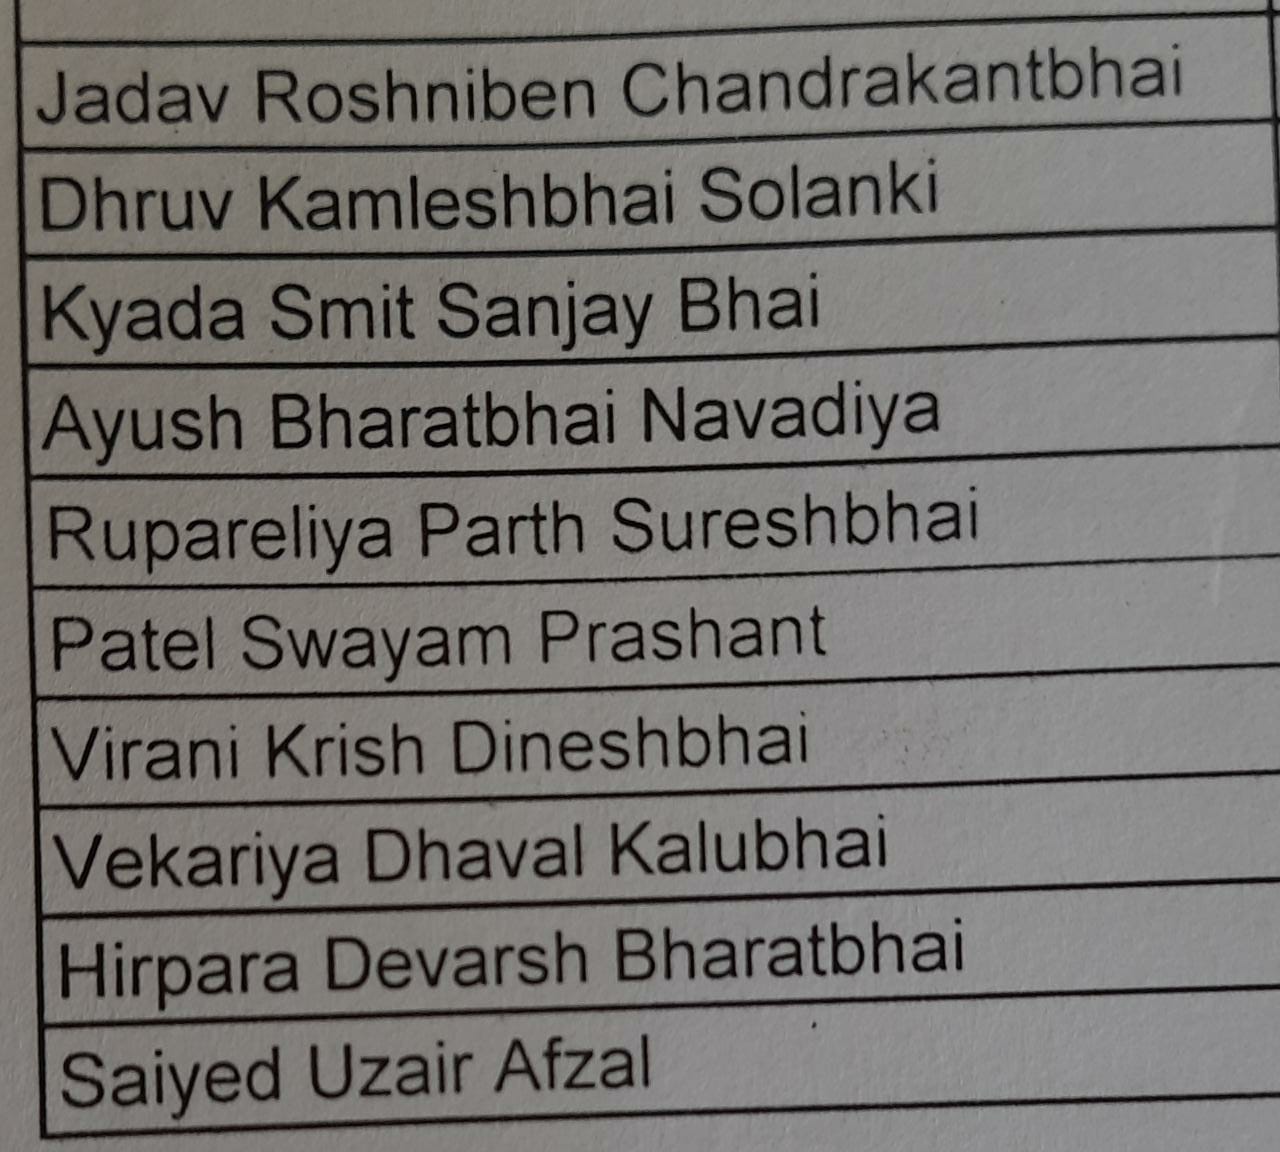 Jadav Roshniben Chandrakantbhai
Dhruv Kamleshbhai Solanki
Kyada Smit Sanjay Bhai
Ayush Bharatbhai Navadiya
Rupareliya Parth Sureshbhai
Patel Swayam Prashant
Virani Krish Dineshbhai
Vekariya Dhaval Kalubhai
Hirpara Devarsh Bharatbhai
Saiyed Uzair Afzal